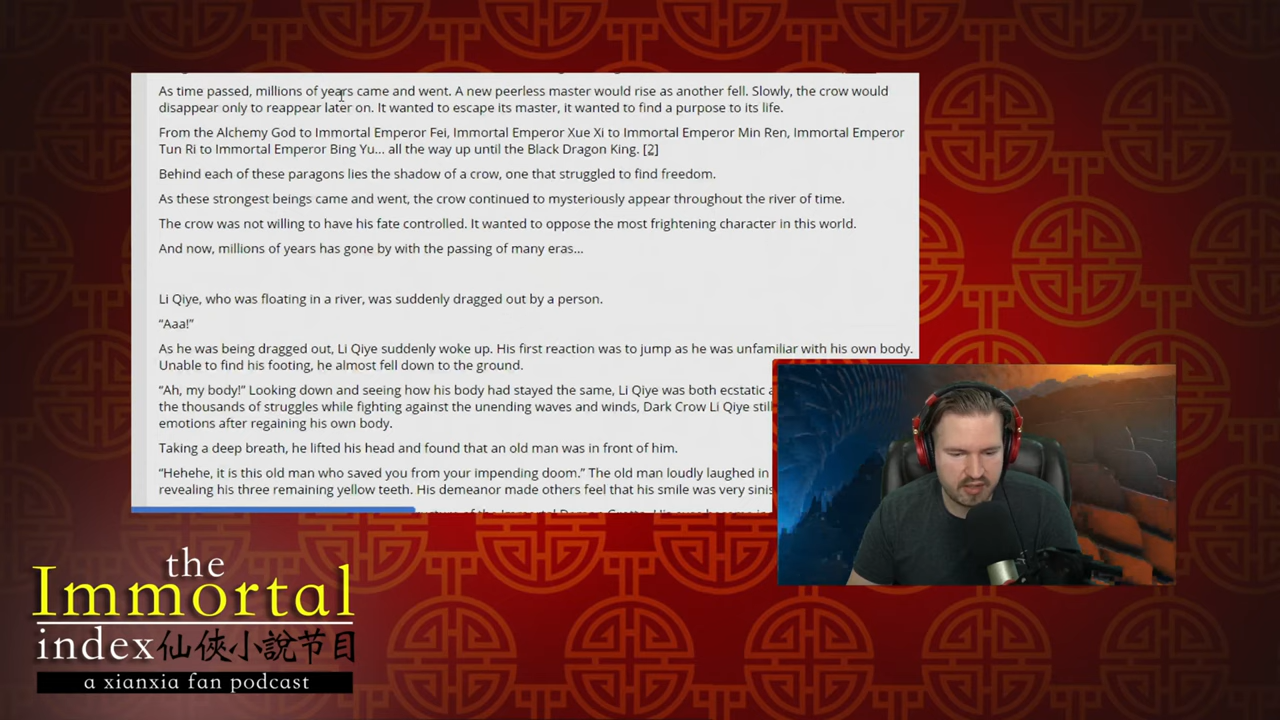 As time passed, millions of years came and went. A new peerless master would rise as another fell. Slowly, the crow would
disappear only to reappear later on. It wanted to escape its master, it wanted to find a purpose to its life.
From the Alchemy God to Immortal Emperor Fei, Immortal Emperor Xue Xi to Immortal Emperor Min Ren, Immortal Emperor
Tun Ri to Immortal Emperor Bing Yu... all the way up until the Black Dragon King. [2]
Behind each of these paragons lies the shadow of a crow, one that struggled to find freedom.
As these strongest beings came and went, the crow continued to mysteriously appear throughout the river of time.
The crow was not willing to have his fate controlled. It wanted to oppose the most frightening character in this world.
And now, millions of years has gone by with the passing of many eras...
Li Qiye, who was floating in a river, was suddenly dragged out by a person.
“Aaa!”
As he was being dragged out, Li Qiye suddenly woke up. His first reaction was to jump as he was unfamiliar with his own body.
Unable to find his footing, he almost fell down to the ground.
“Ah, my body!” Looking down and seeing how his body had stayed the same, Li Qiye was both ecstatic
the thousands of struggles while fighting against the unending waves and winds, Dark Crow Li Qiye
emotions after regaining his own body.
Taking a deep breath, he lifted his head and found that an old man was in front of him.
“Hehehe, it is this old man who saved you from your impending doom.” The old man loudly laughed in
revealing his three remaining yellow teeth. His demeanor made others feel that his smile was very
the
Immortal
index仙俠小說节目
a xianxia fan podcast